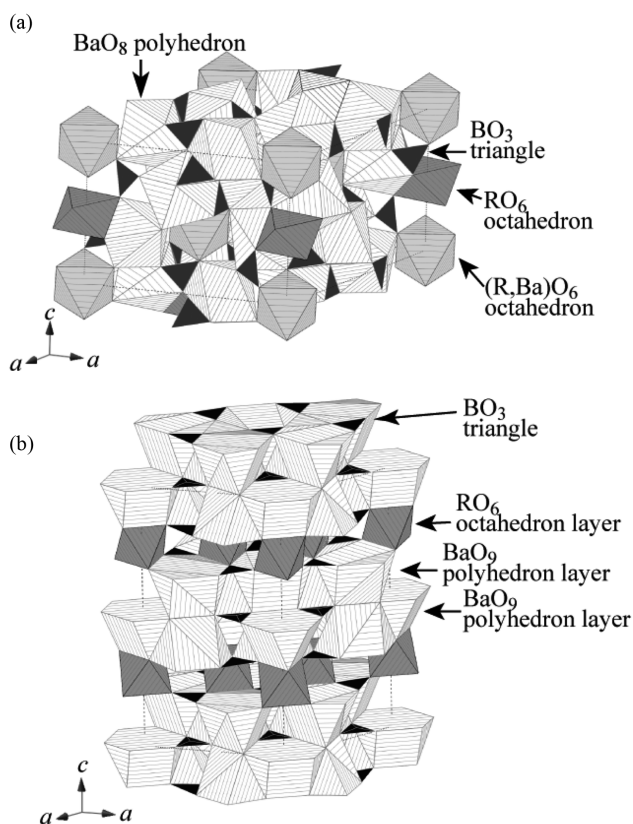 (a)
BaO8 polyhedron
BO3
triangle
RO6
octahedron
(R,Ba)O6
octahedron
c
a a
(b)
BO3
triangle
RO6
octahedron layer
BaO9
polyhedron layer
BaO9
polyhedron layer
c
a a